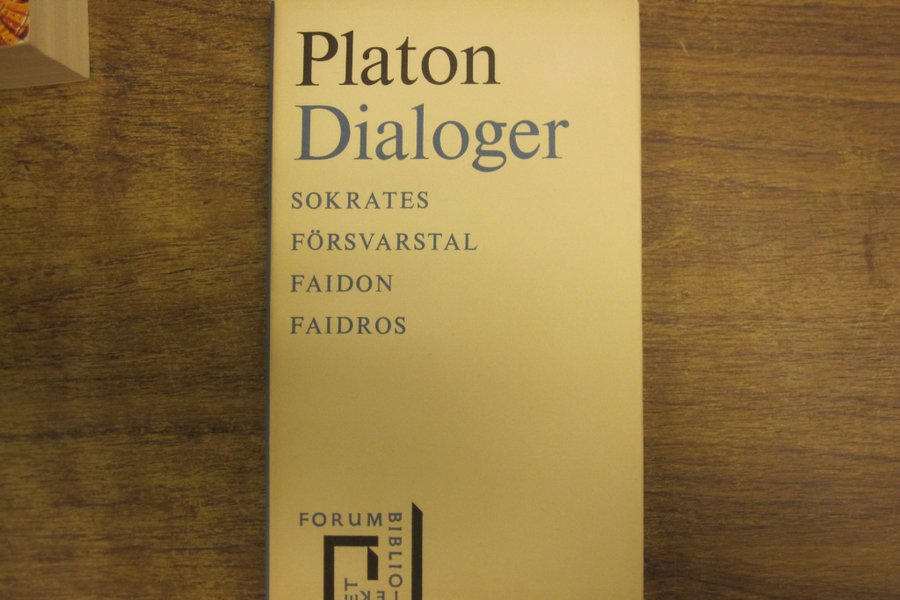 Platon
Dialoger
SOKRATES
FÖRSVARSTAL
FAIDON
FAIDROS
FORUM
BIBLIOTEKET